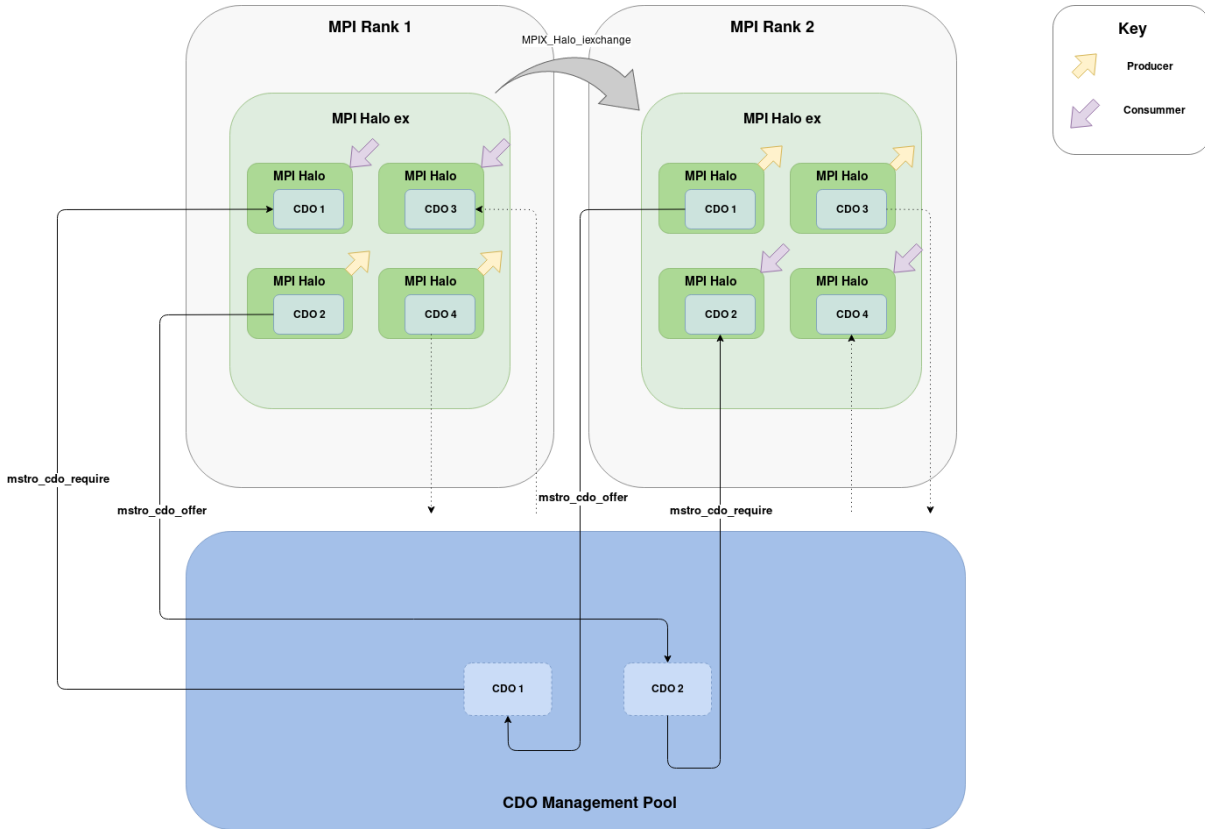 MPI Rank 1
MPIX_Halo_iexchange
MPI Rank 2
Key
Producer
Consummer
MPI Halo ex
MPI Halo
CDO 1
MPI Halo
CDO 3
MPI Halo
CDO 2
MPI Halo
CDO 4
MPI Halo ex
MPI Halo
CDO 1
MPI Halo
CDO 3
MPI Halo
CDO 2
MPI Halo
CDO 4
mstro_cdo_require
mstro_cdo_offer
mstro_cdo_offer
mstro_cdo_require
CDO 1
CDO 2
CDO Management Pool